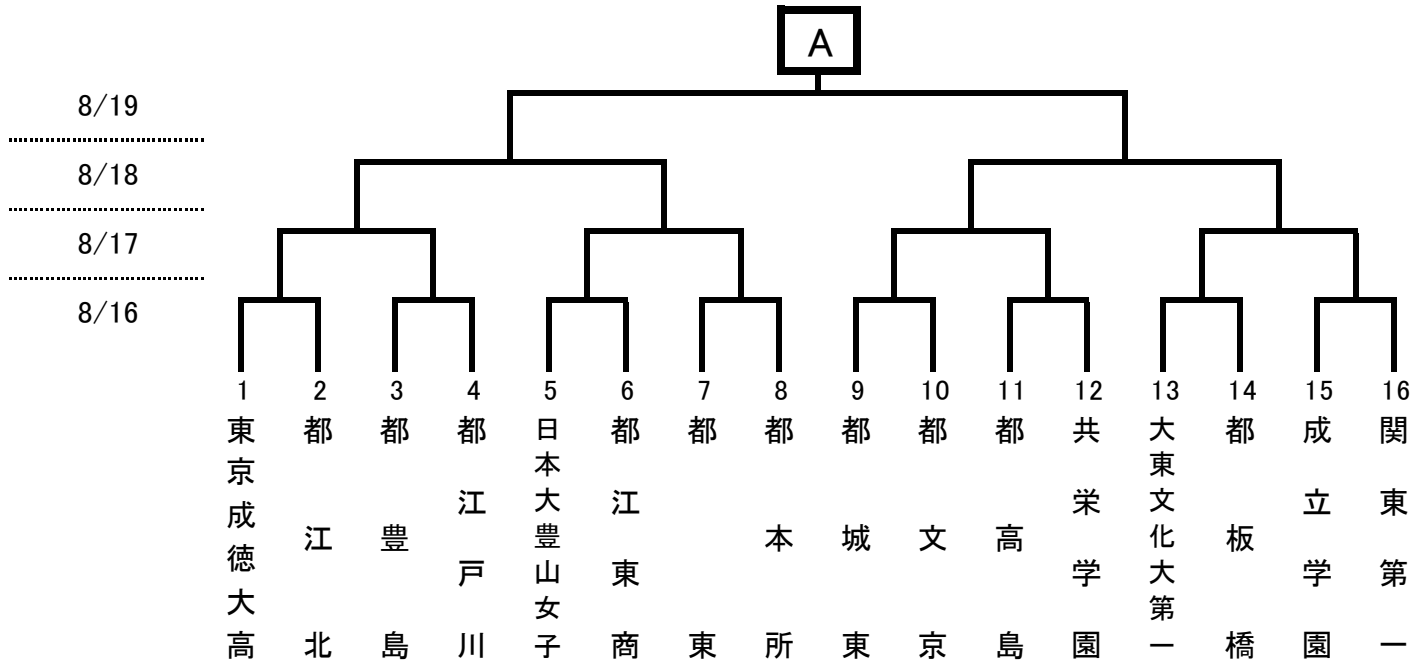 A
8/19
8/18
8/17
8/16
1 2 3 4 5 6 7 8 9 10 11 12 13 14 15 16
東京成徳大高
都江北
都豊島
都江戸川
日本大豊山女子
都江東商
都東
都本所
都城東
都文京
都高島
共栄学園
大東文化大第一
都板橋
成立学園
関東第一